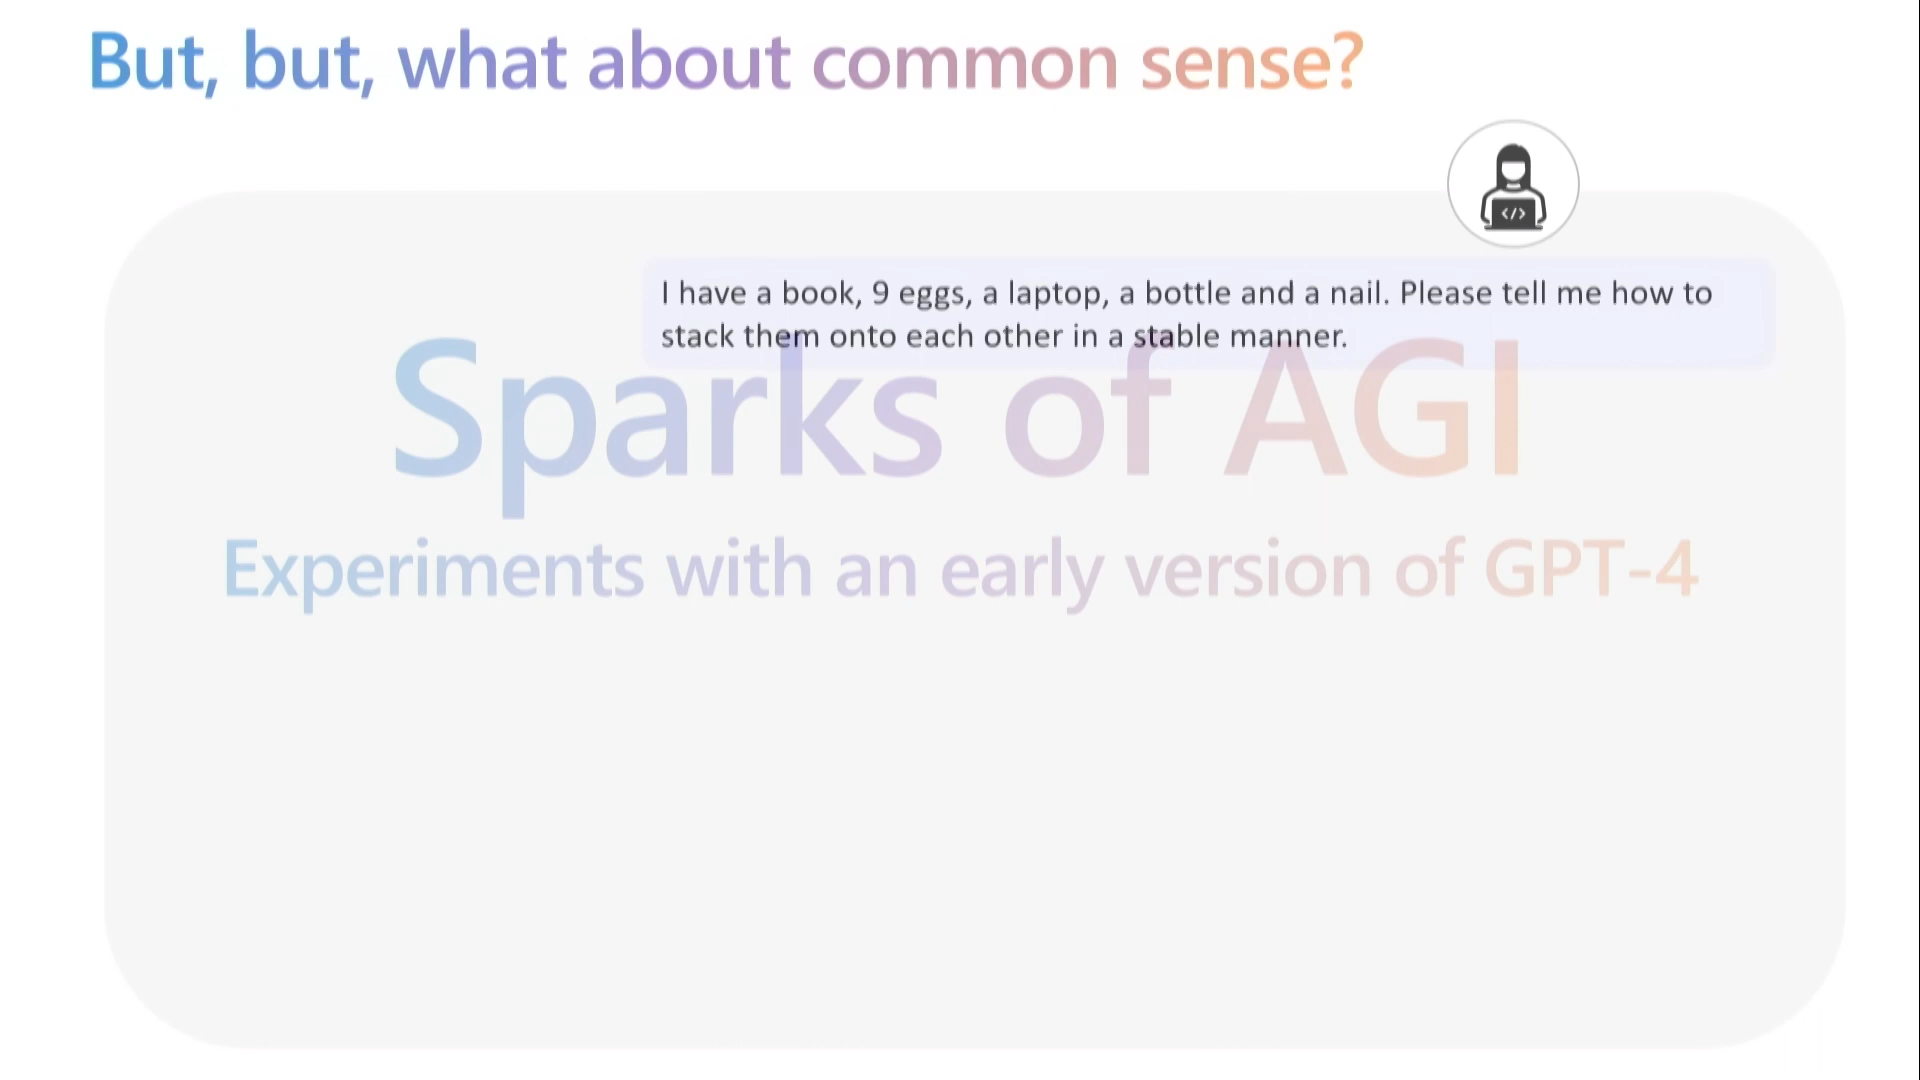 But, but, what about common sense?
</>
I have a book, 9 eggs, a laptop, a bottle and a nail. Please tell me how to
stack them onto each other in a stable manner.
Sparks of AGI
Experiments with an early version of GPT-4